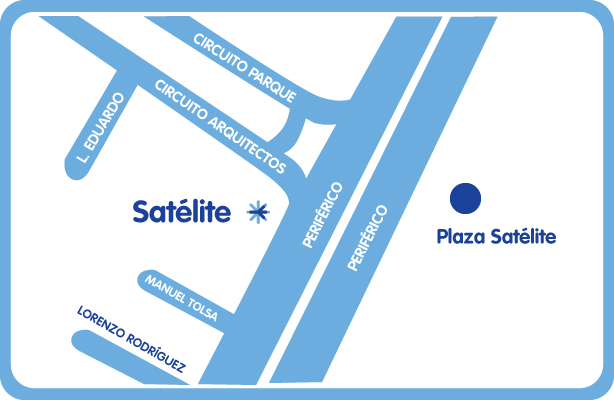 CIRCUITO PARQUE
CIRCUITO ARQUITECTOS
L. EDUARDO
Satélite
PERIFÉRICO
PERIFÉRICO
Plaza Satélite
MANUEL TOLSA
LORENZO RODRÍGUEZ